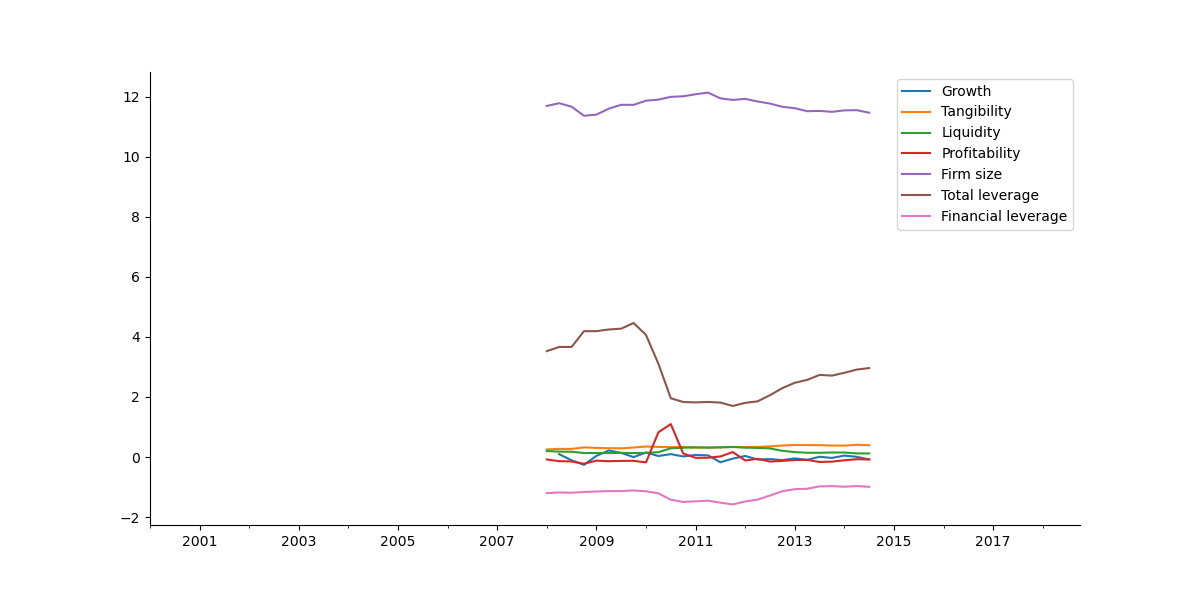 12
10
8
6
4
2
0
−2
2001 2003 2005 2007 2009 2011 2013 2015 2017
Growth
Tangibility
Liquidity
Profitability
Firm size
Total leverage
Financial leverage